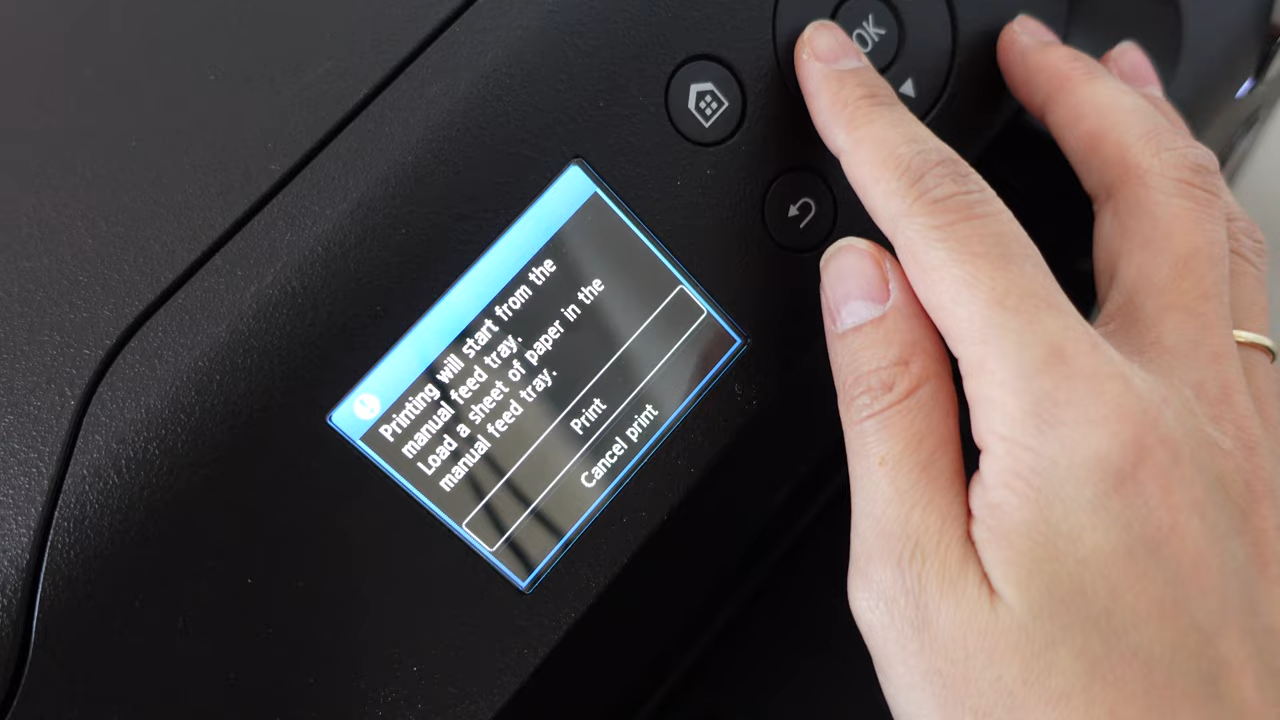 OK
Printing will start from the
manual feed tray.
Load a sheet of paper in the
manual feed tray.
Print
Cancel print